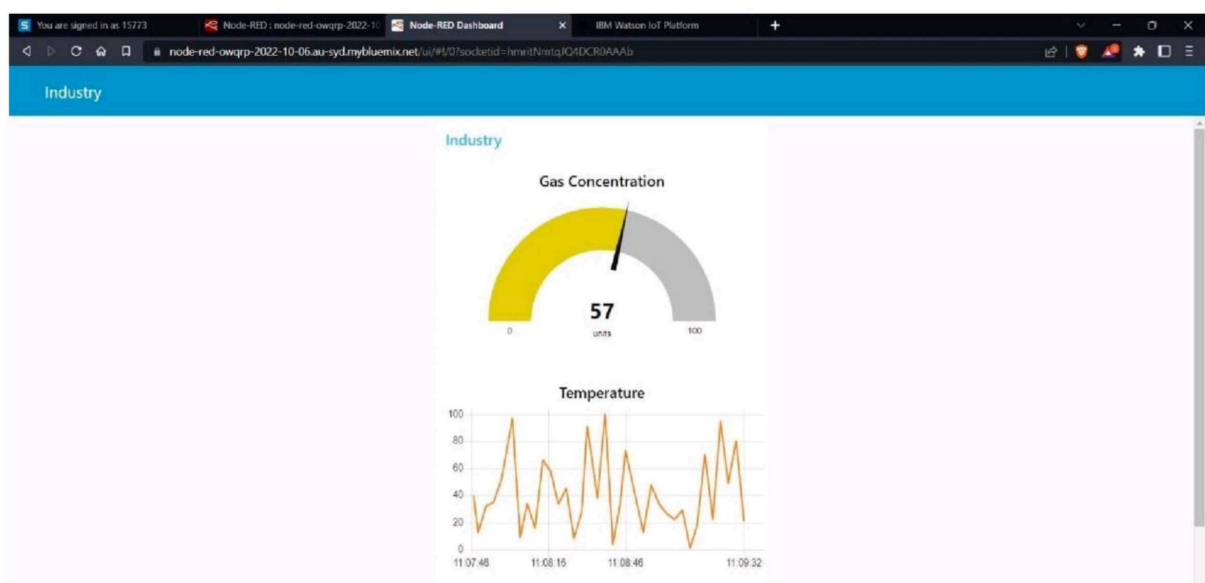 You are signed in as 15773
Node-RED : node-red-owqrp-2022-10
Node-RED Dashboard
IBM Watson IoT Platform
node-red-owqrp-2022-10-06.au-syd.mybluemix.net/ui/#!/0?socketid=
Industry
Industry
Gas Concentration
57
units
0
100
Temperature
100
80
60
40
20
0
11:07:46
11:08:16
11:08:46
11:09:32